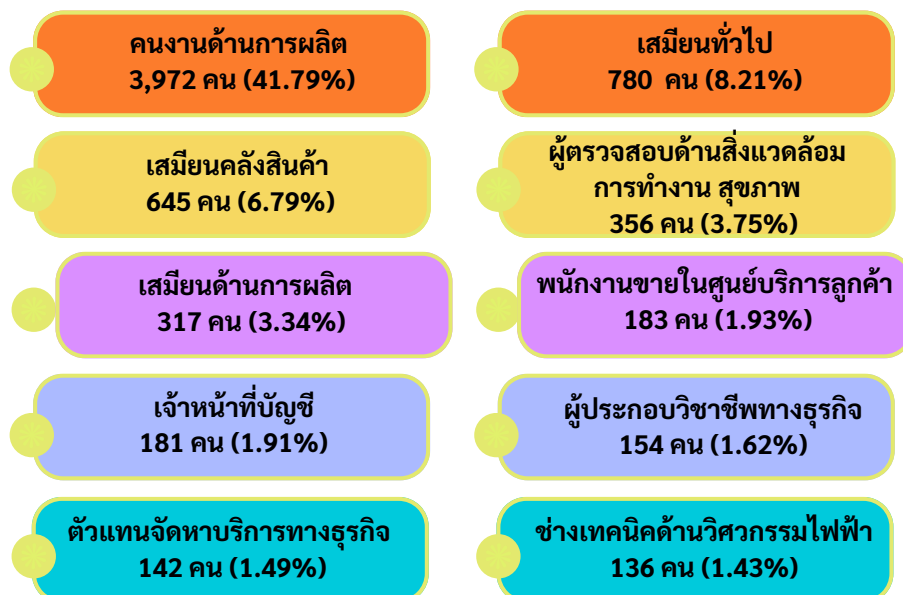 คนงานด้านการผลิต
3,972 คน (41.79%)
เสมียนทั่วไป
780 คน (8.21%)
เสมียนคลังสินค้า
645 คน (6.79%)
ผู้ตรวจสอบด้านสิ่งแวดล้อม
การทำงาน สุขภาพ
356 คน (3.75%)
เสมียนด้านการผลิต
317 คน (3.34%)
พนักงานขายในศูนย์บริการลูกค้า
183 คน (1.93%)
เจ้าหน้าที่บัญชี
181 คน (1.91%)
ผู้ประกอบวิชาชีพทางธุรกิจ
154 คน (1.62%)
ตัวแทนจัดหาบริการทางธุรกิจ
142 คน (1.49%)
ช่างเทคนิคด้านวิศวกรรมไฟฟ้า
136 คน (1.43%)